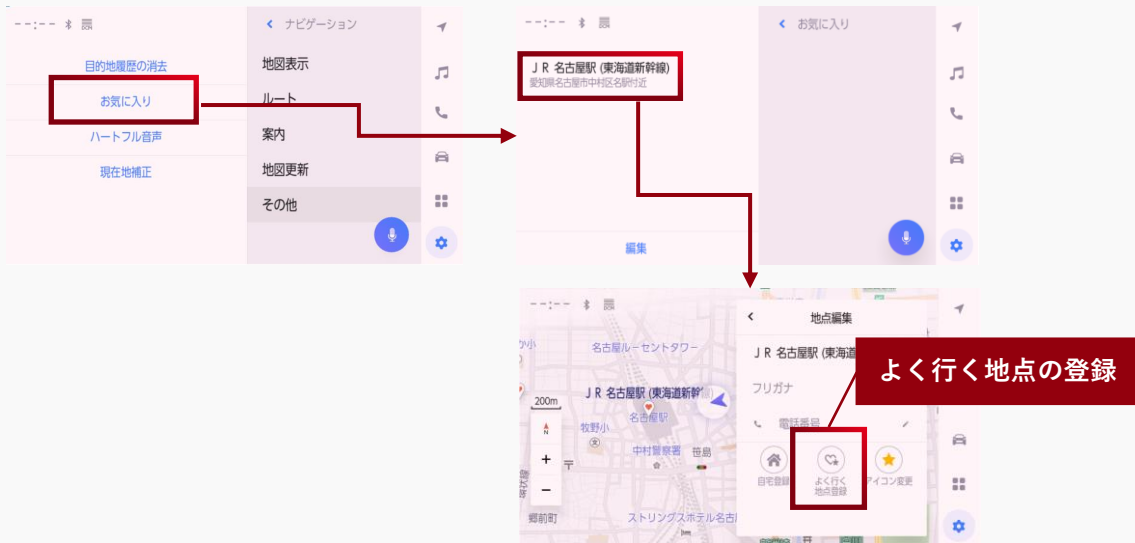 --:--
ナビゲーション
目的地履歴の消去
お気に入り
ハートフル音声
現在地補正
地図表示
ルート
案内
地図更新
その他
--:--
お気に入り
JR 名古屋駅 (東海道新幹線)
愛知県名古屋市中村区名駅付近
編集
--:--
名古屋ルーセントタワー
JR 名古屋駅 (東海道新幹線)
名古屋駅
200m
N
牧野小
中村警察署
笹島
+
−
郷前町
ストリングスホテル名古
地点編集
JR 名古屋駅 (東海道
フリガナ
電話番号
自宅登録
よく行く
地点登録
アイコン変更
よく行く地点の登録